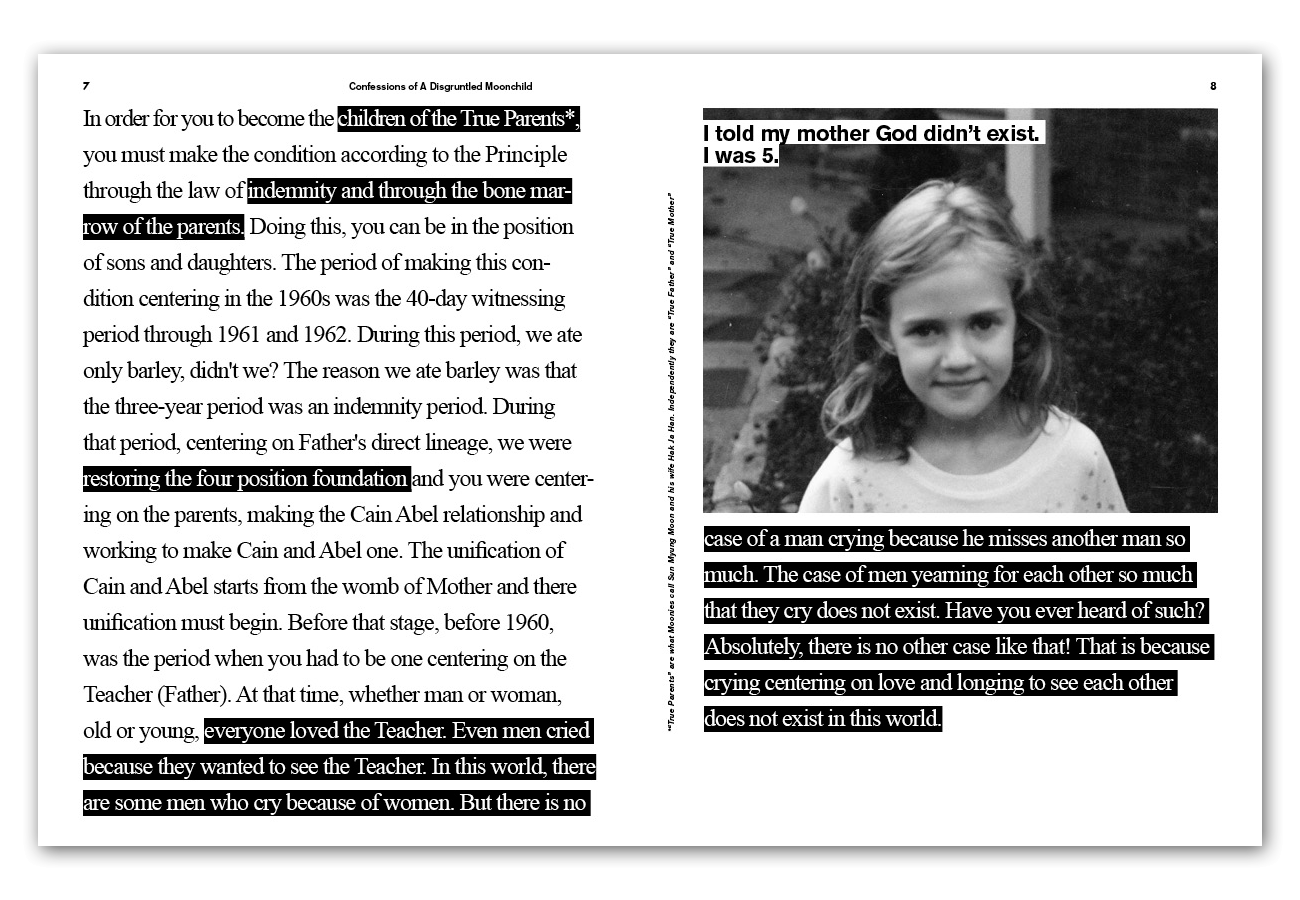 7
Confessions of A Disgruntled Moonchild
In order for you to become the children of the True Parents*,
you must make the condition according to the Principle
through the law of indemnity and through the bone mar-
row of the parents. Doing this, you can be in the position
of sons and daughters. The period of making this con-
dition centering in the 1960s was the 40-day witnessing
period through 1961 and 1962. During this period, we ate
only barley, didn't we? The reason we ate barley was that
the three-year period was an indemnity period. During
that period, centering on Father's direct lineage, we were
restoring the four position foundation and you were center-
ing on the parents, making the Cain Abel relationship and
working to make Cain and Abel one. The unification of
Cain and Abel starts from the womb of Mother and there
unification must begin. Before that stage, before 1960,
was the period when you had to be one centering on the
Teacher (Father). At that time, whether man or woman,
old or young, everyone loved the Teacher. Even men cried
because they wanted to see the Teacher. In this world, there
are some men who cry because of women. But there is no
*“True Parents” are what Moonies call Sun Myung Moon and his wife Hak Ja Han. Independently they are “True Father” and “True Mother”
8
I told my mother God didn’t exist.
I was 5.
case of a man crying because he misses another man so
much. The case of men yearning for each other so much
that they cry does not exist. Have you ever heard of such?
Absolutely, there is no other case like that! That is because
crying centering on love and longing to see each other
does not exist in this world.